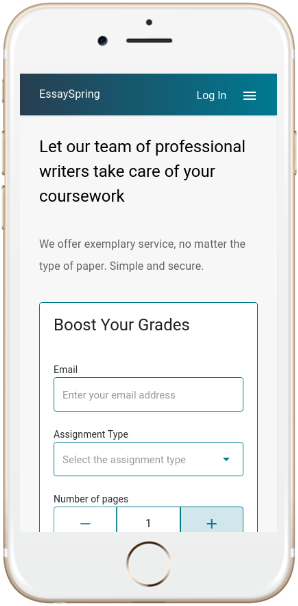 EssaySpring
Log In
Let our team of professional
writers take care of your
coursework
We offer exemplary service, no matter the
type of paper. Simple and secure.
Boost Your Grades
Email
Enter your email address
Assignment Type
Select the assignment type
Number of pages
− 1 +